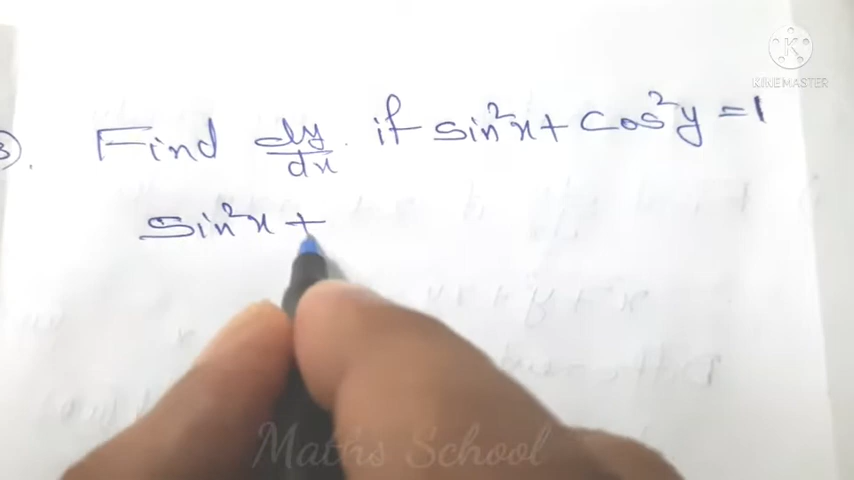 KINEMASTER
3. Find dy/dx if sin²x + cos²y = 1
sin²x +
Maths School